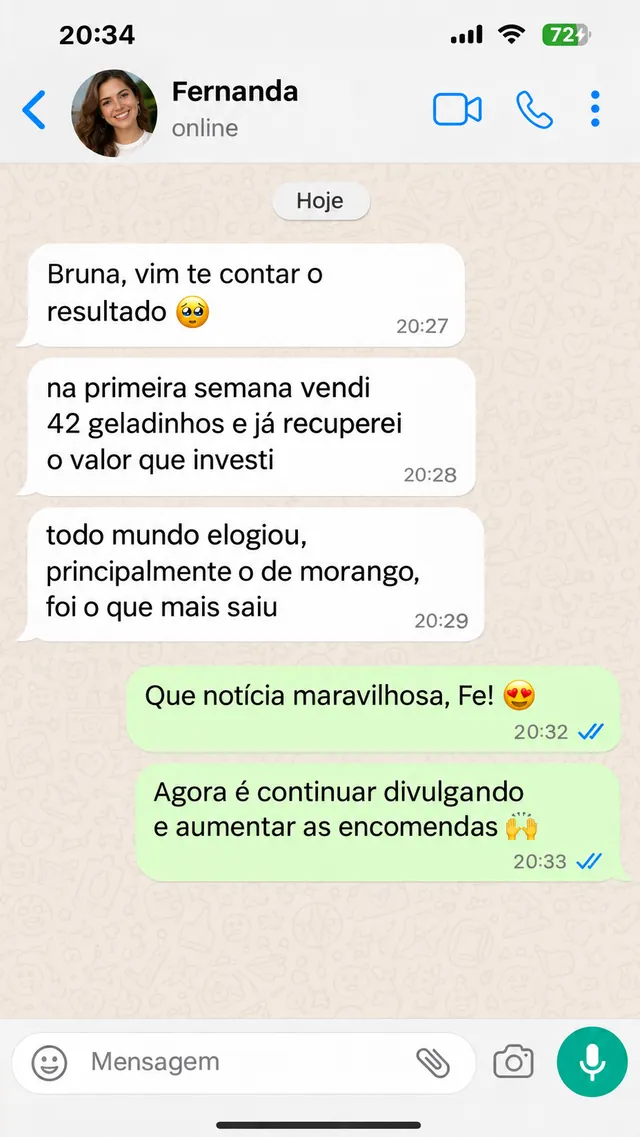 20:34
72
Fernanda
online
Hoje
Bruna, vim te contar o
resultado 🥹
20:27
na primeira semana vendi
42 geladinhos e já recuperei
o valor que investi
20:28
todo mundo elogiou,
principalmente o de morango,
foi o que mais saiu
20:29
Que notícia maravilhosa, Fe! 😍
20:32
Agora é continuar divulgando
e aumentar as encomendas 🙌
20:33
Mensagem